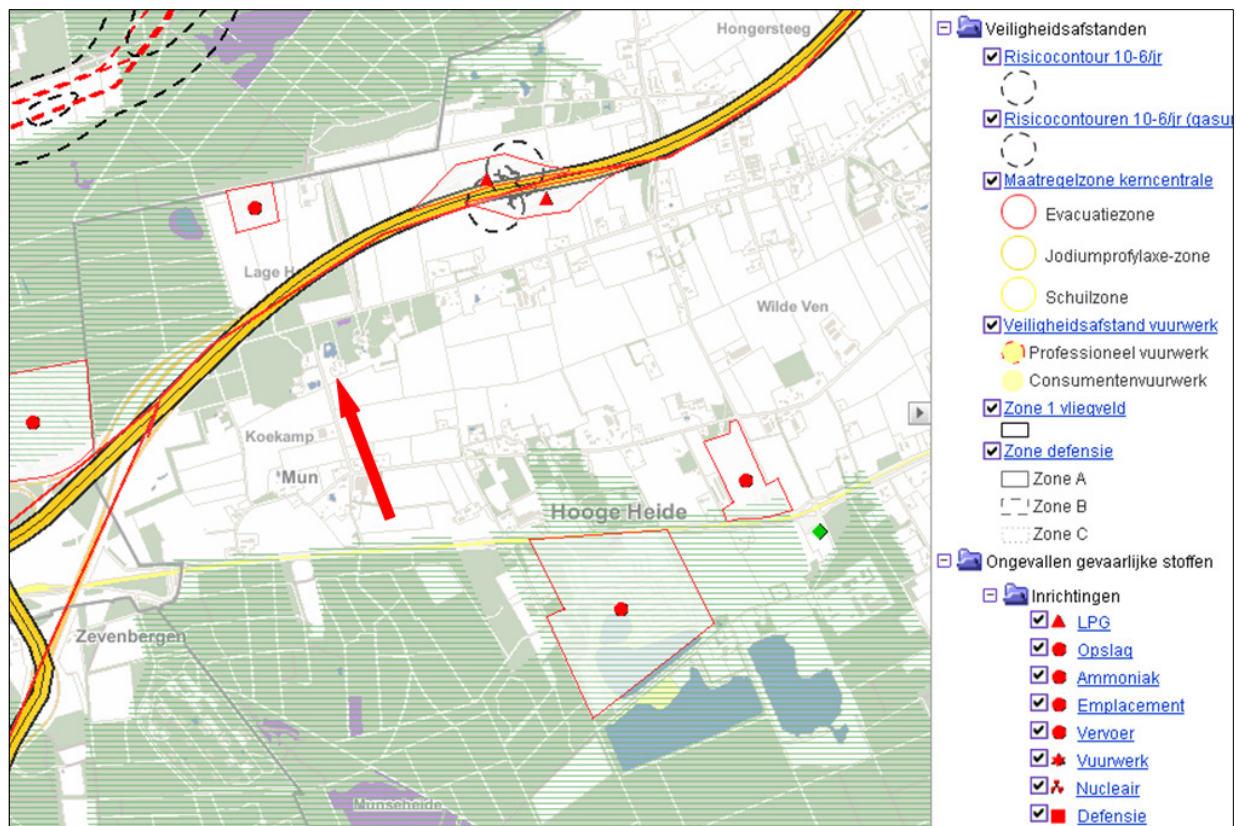 Hongersteeg
Lage H
Wilde Ven
Koekamp
Mun
Hooge Heide
Zevenbergen
Munseheide
Veiligheidsafstanden
Risicocontour 10-6/jr
Risicocontouren 10-6/jr (gasu
Maatregelzone kerncentrale
Evacuatiezone
Jodiumprofylaxe-zone
Schuilzone
Veiligheidsafstand vuurwerk
Professioneel vuurwerk
Consumentenvuurwerk
Zone 1 vliegveld
Zone defensie
Zone A
Zone B
Zone C
Ongevallen gevaarlijke stoffen
Inrichtingen
LPG
Opslag
Ammoniak
Emplacement
Vervoer
Vuurwerk
Nucleair
Defensie